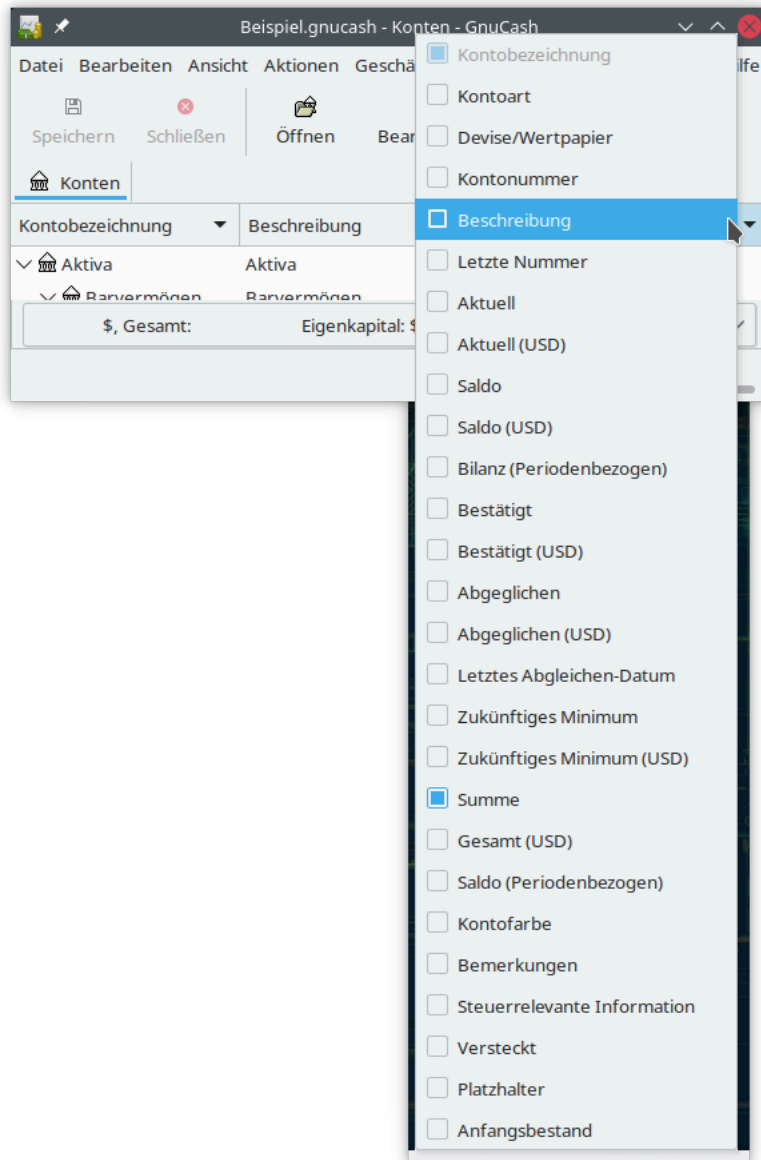 Beispiel.gnucash - Konten - GnuCash
Datei Bearbeiten Ansicht Aktionen Geschä
ilfe
Speichern Schließen Öffnen Bear
Konten
Kontobezeichnung Beschreibung
Aktiva Aktiva
Barvermögen Barvermögen
$, Gesamt: Eigenkapital: $
Kontobezeichnung
Kontoart
Devise/Wertpapier
Kontonummer
Beschreibung
Letzte Nummer
Aktuell
Aktuell (USD)
Saldo
Saldo (USD)
Bilanz (Periodenbezogen)
Bestätigt
Bestätigt (USD)
Abgeglichen
Abgeglichen (USD)
Letztes Abgleichen-Datum
Zukünftiges Minimum
Zukünftiges Minimum (USD)
Summe
Gesamt (USD)
Saldo (Periodenbezogen)
Kontofarbe
Bemerkungen
Steuerrelevante Information
Versteckt
Platzhalter
Anfangsbestand